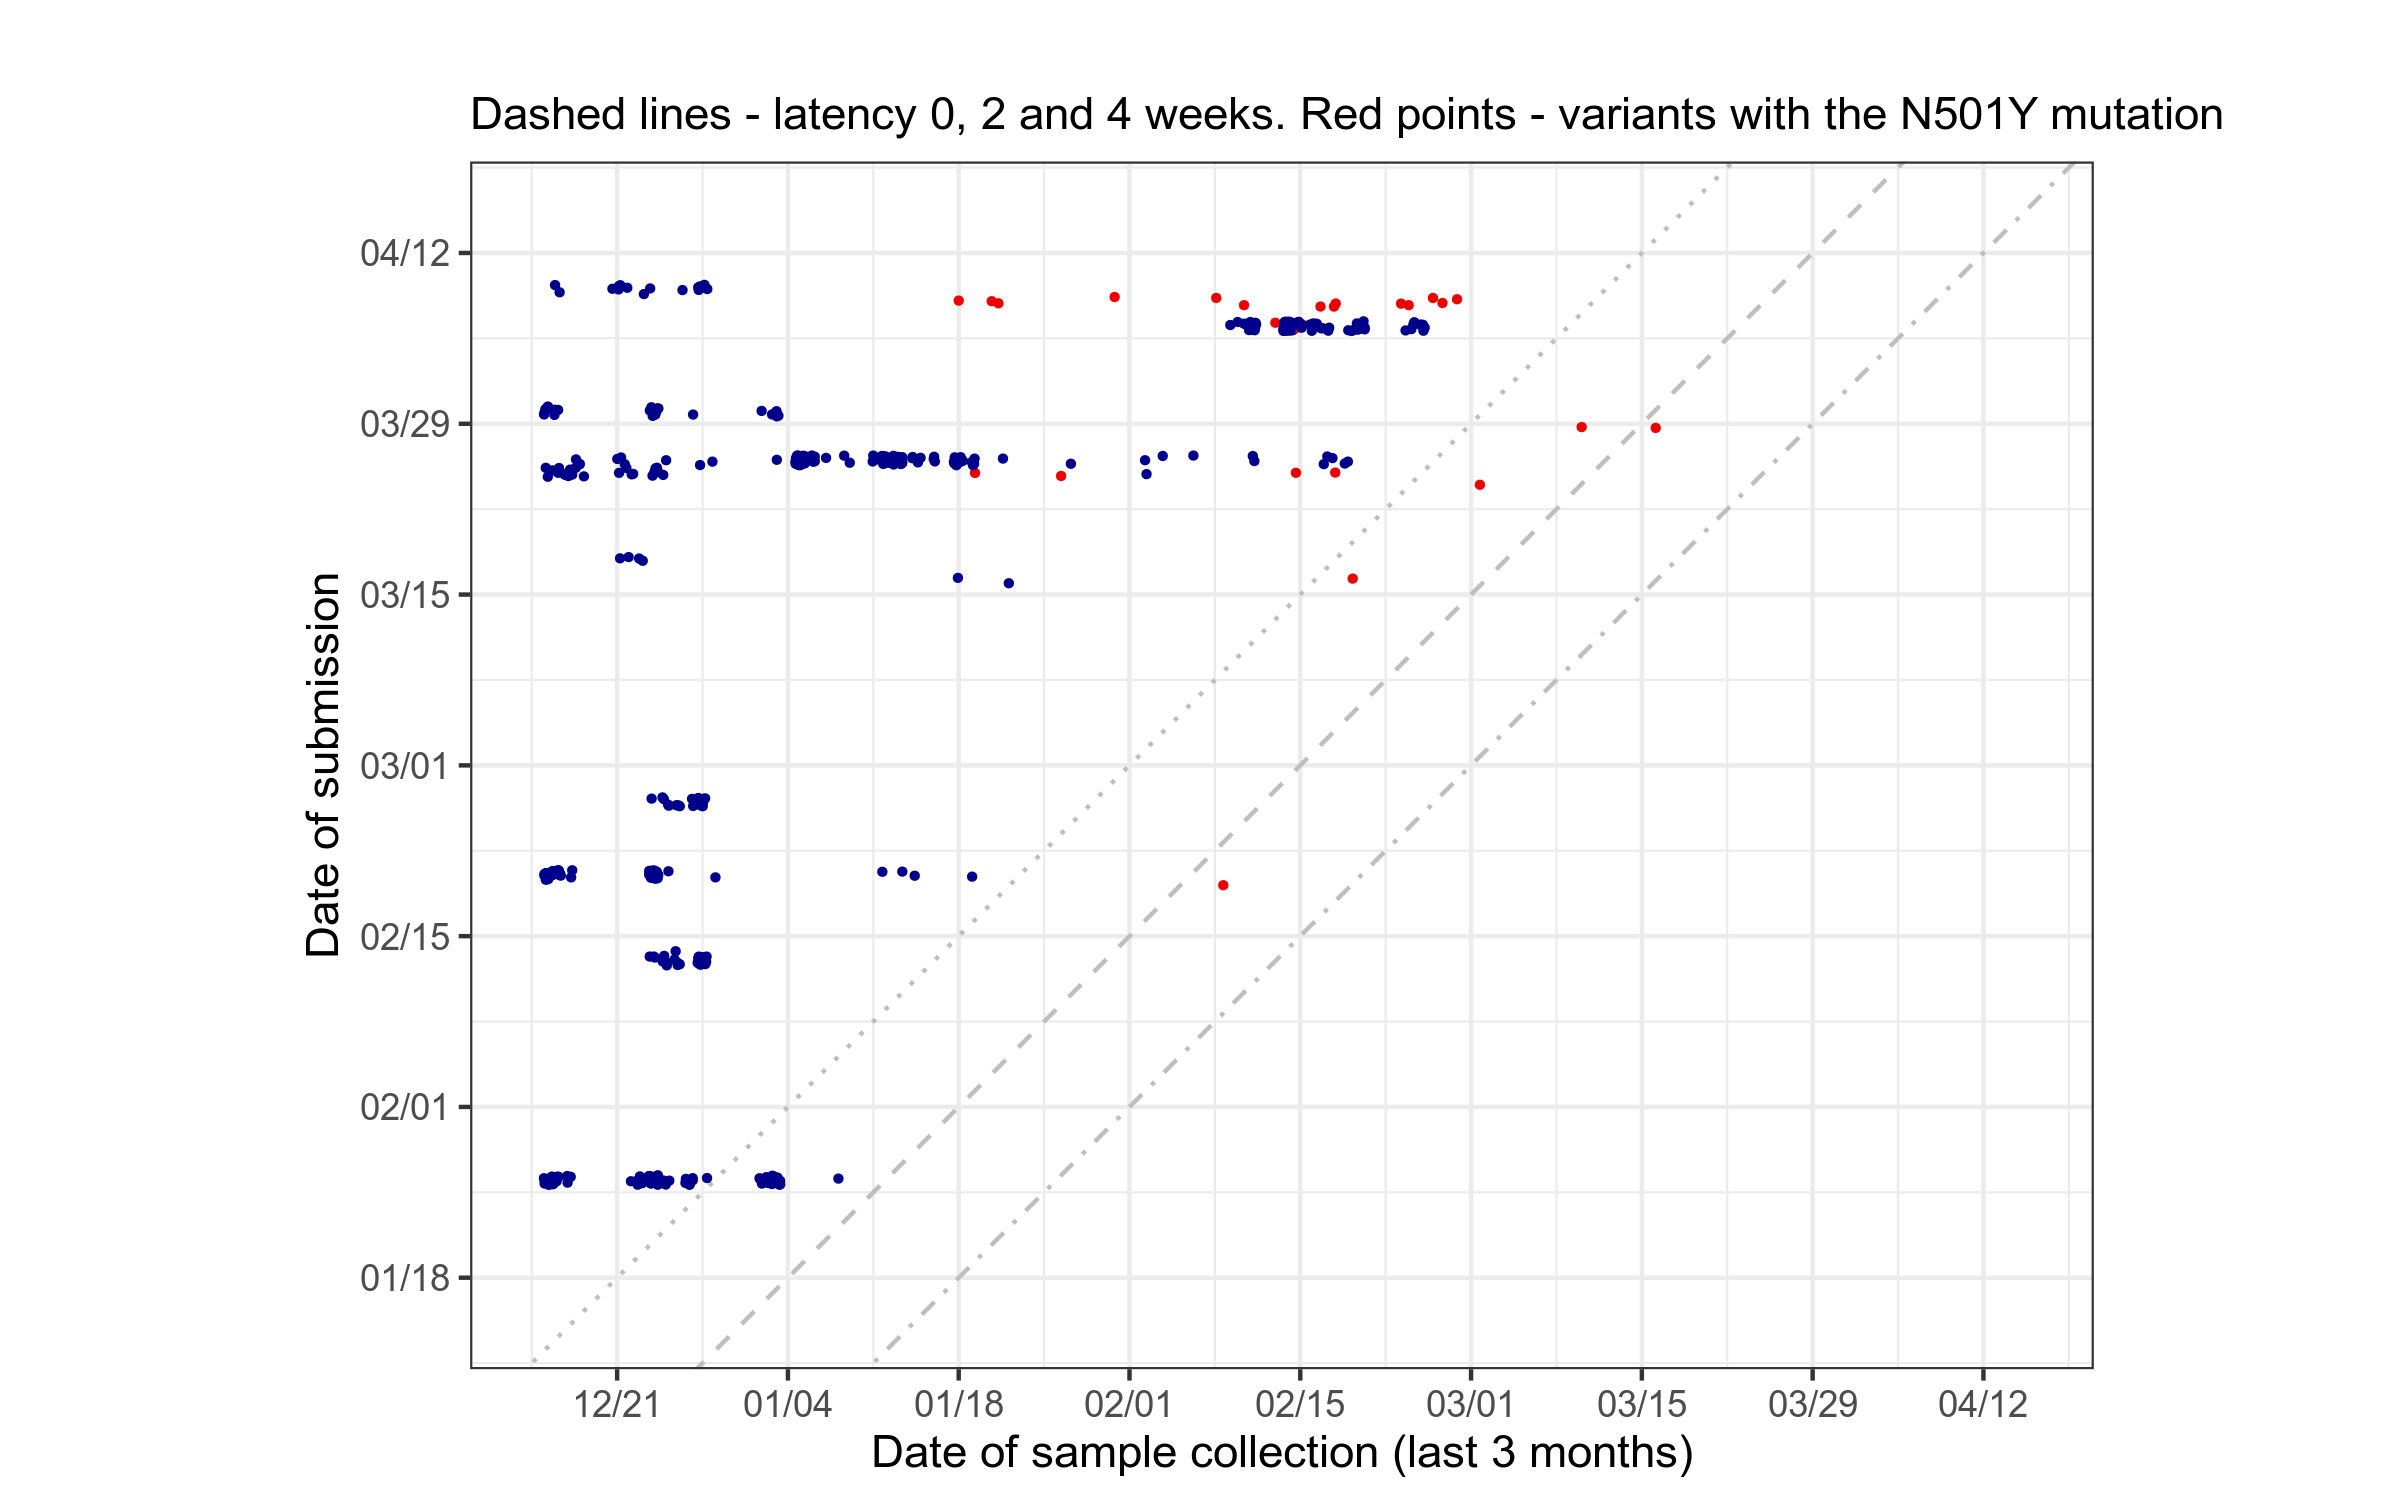 Dashed lines - latency 0, 2 and 4 weeks. Red points - variants with the N501Y mutation
Date of submission
04/12
03/29
03/15
03/01
02/15
02/01
01/18
12/21 01/04 01/18 02/01 02/15 03/01 03/15 03/29 04/12
Date of sample collection (last 3 months)